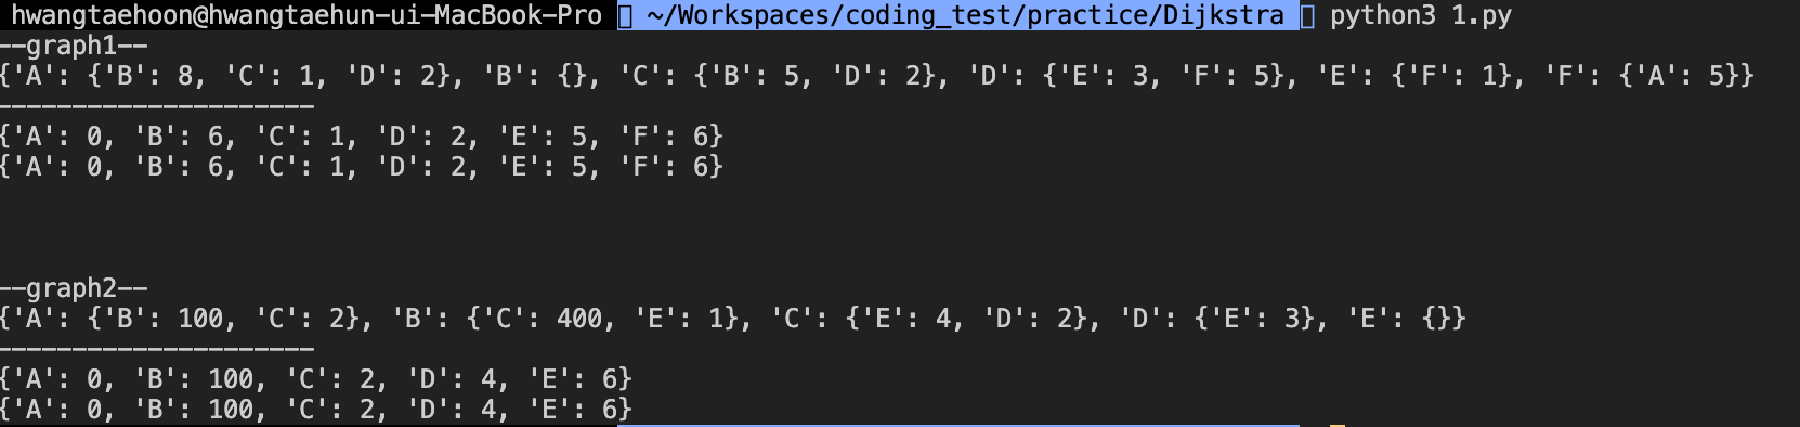 hwangtaehoon@hwangtaehun-ui-MacBook-Pro ~/Workspaces/coding_test/practice/Dijkstra python3 1.py
--graph1--
{'A': {'B': 8, 'C': 1, 'D': 2}, 'B': {}, 'C': {'B': 5, 'D': 2}, 'D': {'E': 3, 'F': 5}, 'E': {'F': 1}, 'F': {'A': 5}}
---------------------
{'A': 0, 'B': 6, 'C': 1, 'D': 2, 'E': 5, 'F': 6}
{'A': 0, 'B': 6, 'C': 1, 'D': 2, 'E': 5, 'F': 6}
--graph2--
{'A': {'B': 100, 'C': 2}, 'B': {'C': 400, 'E': 1}, 'C': {'E': 4, 'D': 2}, 'D': {'E': 3}, 'E': {}}
---------------------
{'A': 0, 'B': 100, 'C': 2, 'D': 4, 'E': 6}
{'A': 0, 'B': 100, 'C': 2, 'D': 4, 'E': 6}